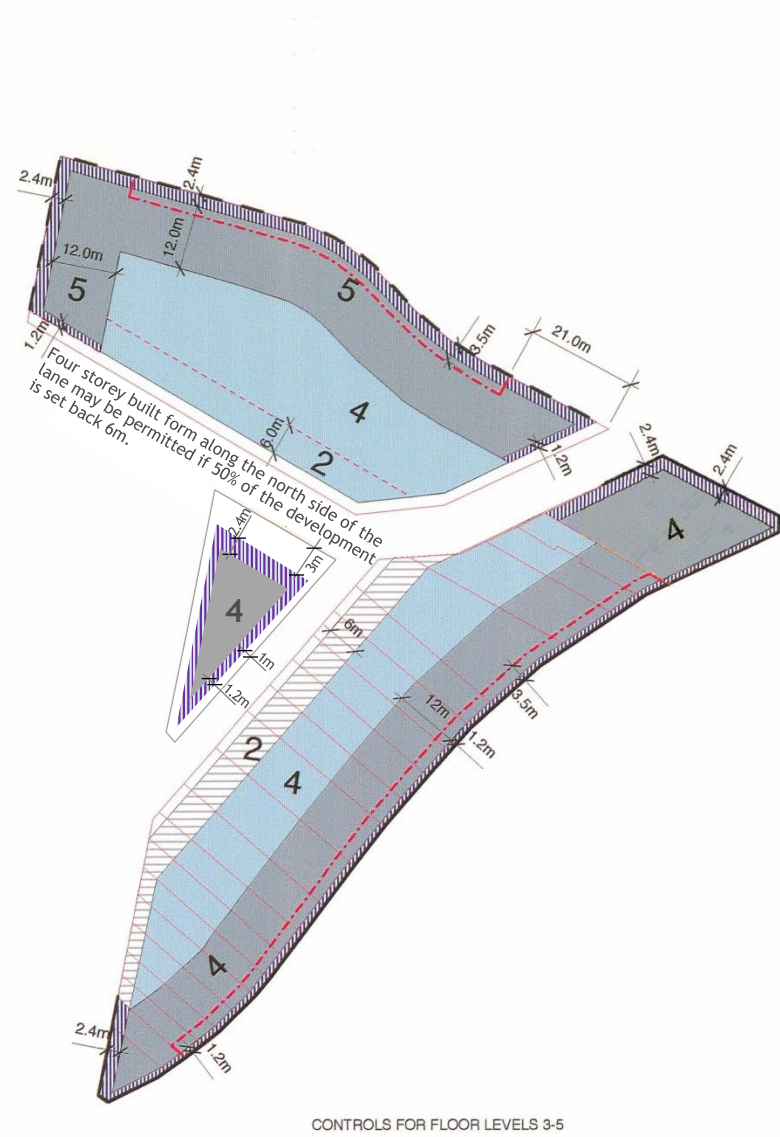 2.4m
2.4m
12.0m
12.0m
5
5
3.5m
21.0m
1.2m
4
6.0m
2
1.2m
Four storey built form along the north side of the
lane may be permitted if 50% of the development
is set back 6m.
2.4m
2.4m
4
2.4m
3m
4
1m
1.2m
6m
3.5m
12m
1.2m
2
4
4
2.4m
1.2m
CONTROLS FOR FLOOR LEVELS 3-5